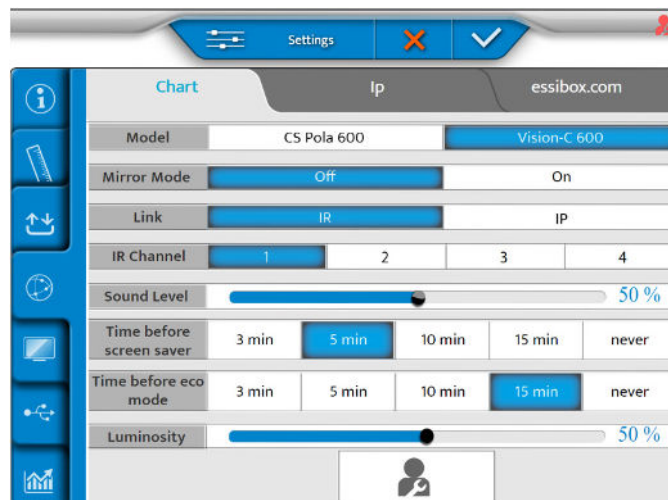 Settings
Chart Ip essibox.com
Model CS Pola 600 Vision-C 600
Mirror Mode Off On
Link IR IP
IR Channel 1 2 3 4
Sound Level 50 %
Time before
screen saver 3 min 5 min 10 min 15 min never
Time before eco
mode 3 min 5 min 10 min 15 min never
Luminosity 50 %